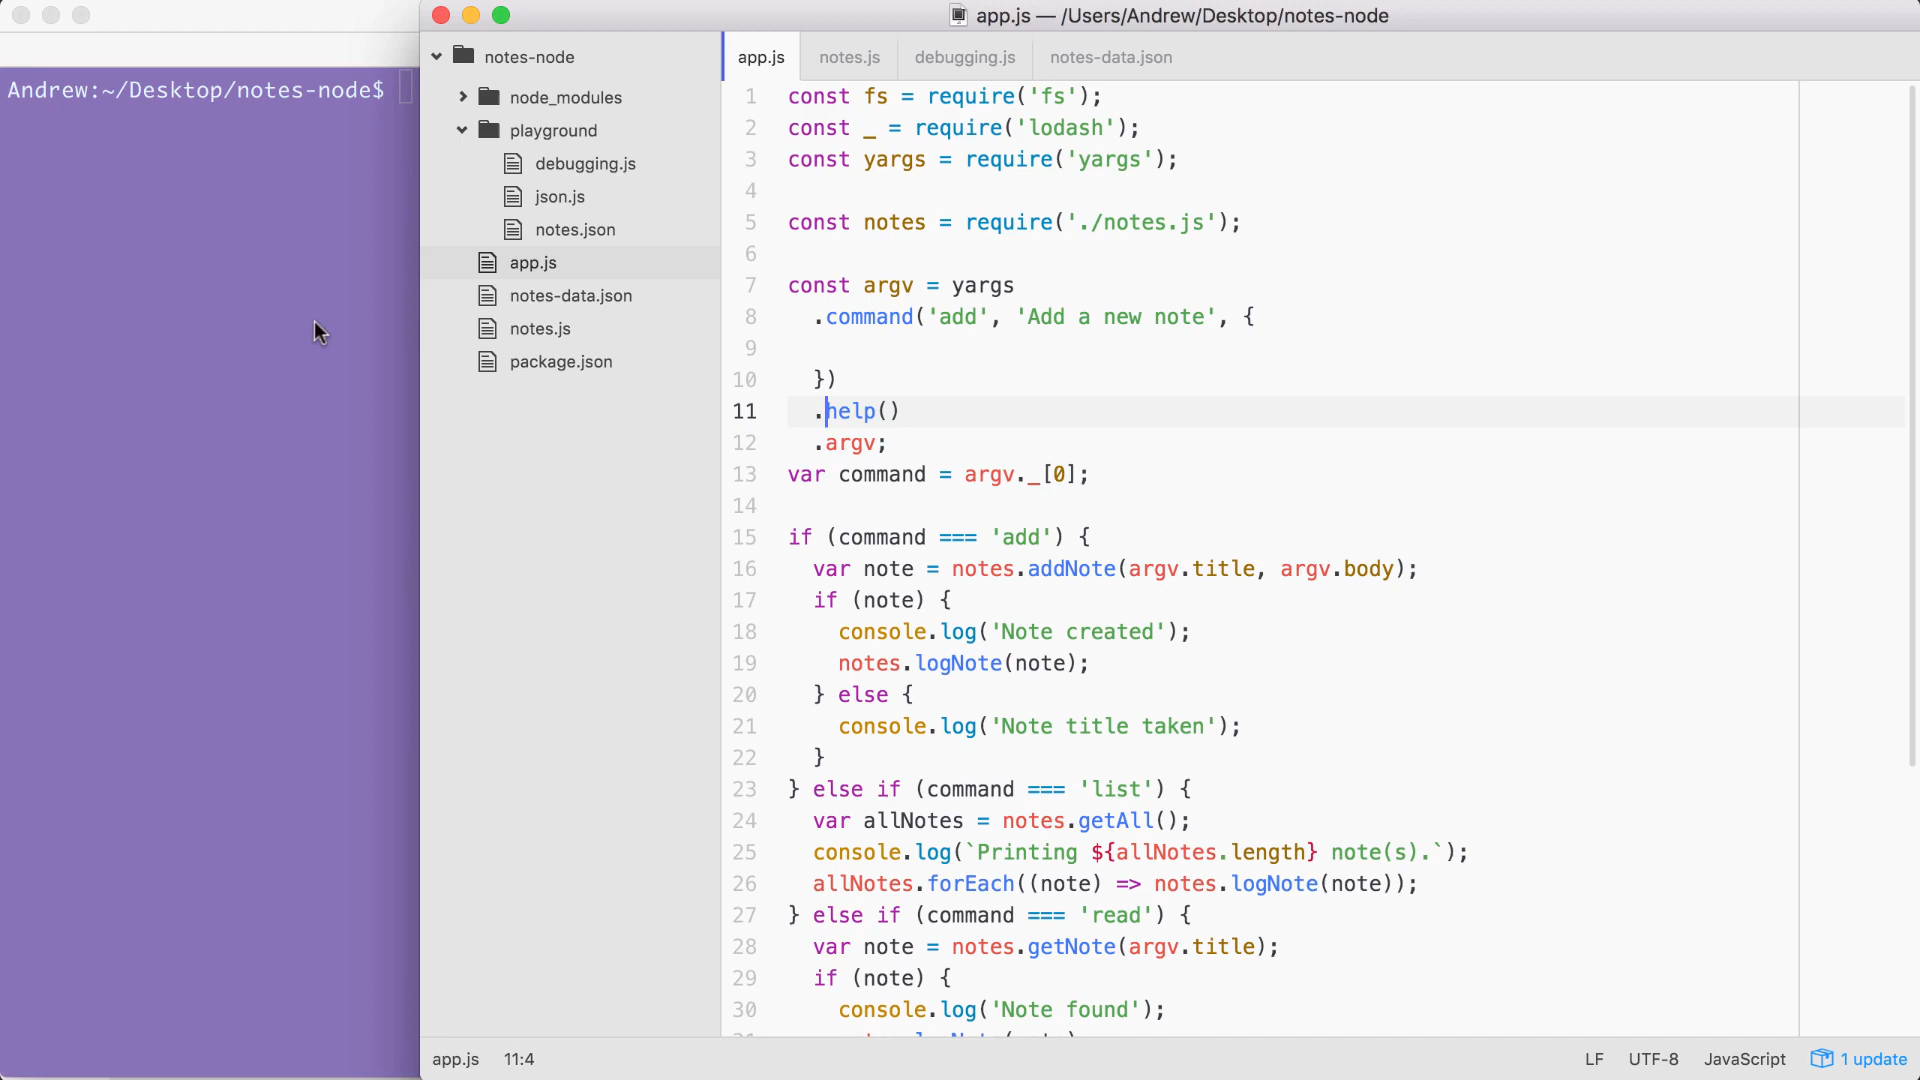 app.js — /Users/Andrew/Desktop/notes-node
Andrew:~/Desktop/notes-node$
notes-node
node_modules
playground
debugging.js
json.js
notes.json
app.js
notes-data.json
notes.js
package.json
app.js notes.js debugging.js notes-data.json
1 const fs = require('fs');
2 const _ = require('lodash');
3 const yargs = require('yargs');
4
5 const notes = require('./notes.js');
6
7 const argv = yargs
8 .command('add', 'Add a new note', {
9
10 })
11 .help()
12 .argv;
13 var command = argv._[0];
14
15 if (command === 'add') {
16 var note = notes.addNote(argv.title, argv.body);
17 if (note) {
18 console.log('Note created');
19 notes.logNote(note);
20 } else {
21 console.log('Note title taken');
22 }
23 } else if (command === 'list') {
24 var allNotes = notes.getAll();
25 console.log(`Printing ${allNotes.length} note(s).`);
26 allNotes.forEach((note) => notes.logNote(note));
27 } else if (command === 'read') {
28 var note = notes.getNote(argv.title);
29 if (note) {
30 console.log('Note found');
app.js 11:4 LF UTF-8 JavaScript 1 update